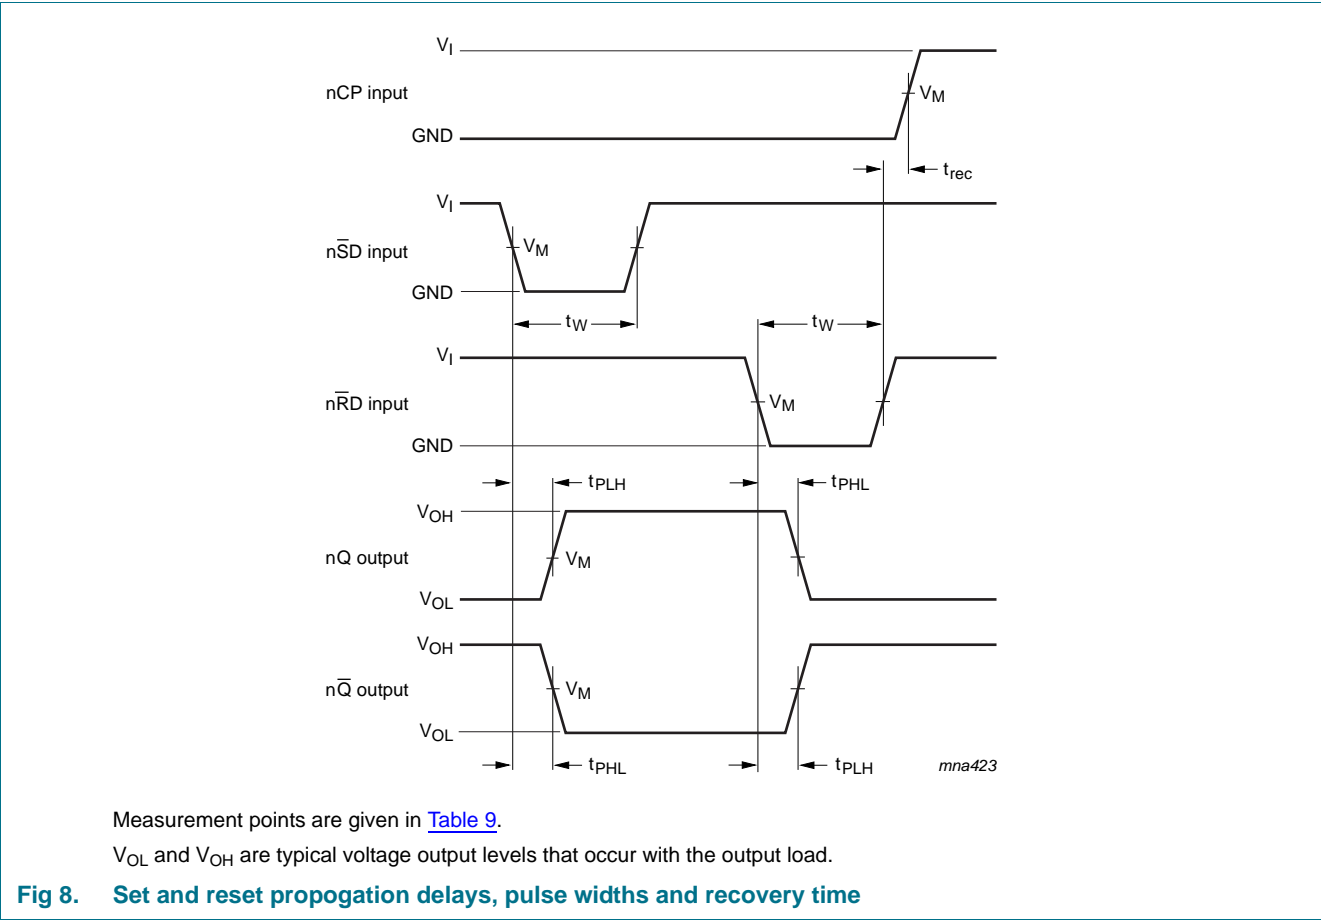 V_I
nCP input
V_M
GND
t_rec
V_I
nS̅D input
V_M
GND
t_W
t_W
V_I
nR̅D input
V_M
GND
t_PLH
t_PHL
V_OH
nQ output
V_M
V_OL
V_OH
nQ̅ output
V_M
V_OL
t_PHL
t_PLH
mna423
Measurement points are given in Table 9.
V_OL and V_OH are typical voltage output levels that occur with the output load.
Fig 8. Set and reset propogation delays, pulse widths and recovery time